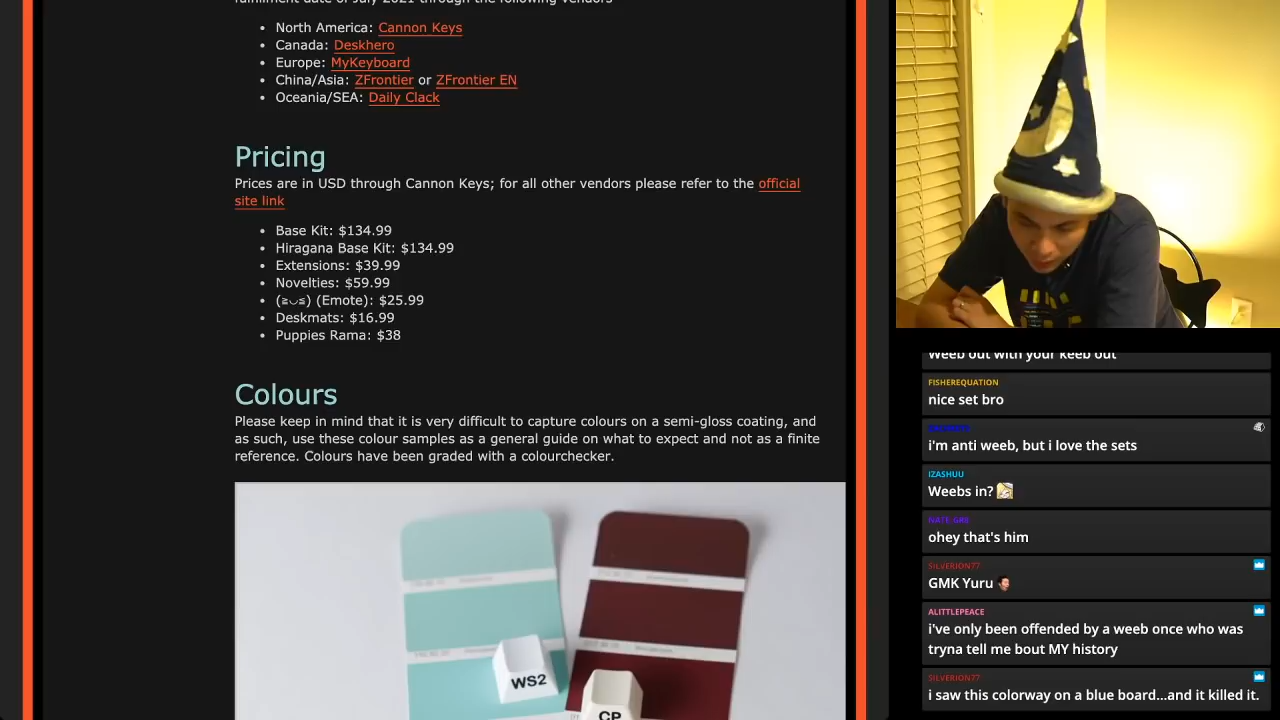 North America: Cannon Keys
Canada: Deskhero
Europe: MyKeyboard
China/Asia: ZFrontier or ZFrontier EN
Oceania/SEA: Daily Clack
Pricing
Prices are in USD through Cannon Keys; for all other vendors please refer to the official
site link
Base Kit: $134.99
Hiragana Base Kit: $134.99
Extensions: $39.99
Novelties: $59.99
(≧◡≦) (Emote): $25.99
Deskmats: $16.99
Puppies Rama: $38
Colours
Please keep in mind that it is very difficult to capture colours on a semi-gloss coating, and
as such, use these colour samples as a general guide on what to expect and not as a finite
reference. Colours have been graded with a colourchecker.
WS2
CP
Weeb out with your keeb out
FISHEREQUATION
nice set bro
i'm anti weeb, but i love the sets
IZASHUU
Weebs in?
ohey that's him
SILVERION77
GMK Yuru
ALITTLEPEACE
i've only been offended by a weeb once who was
tryna tell me bout MY history
SILVERION77
i saw this colorway on a blue board...and it killed it.